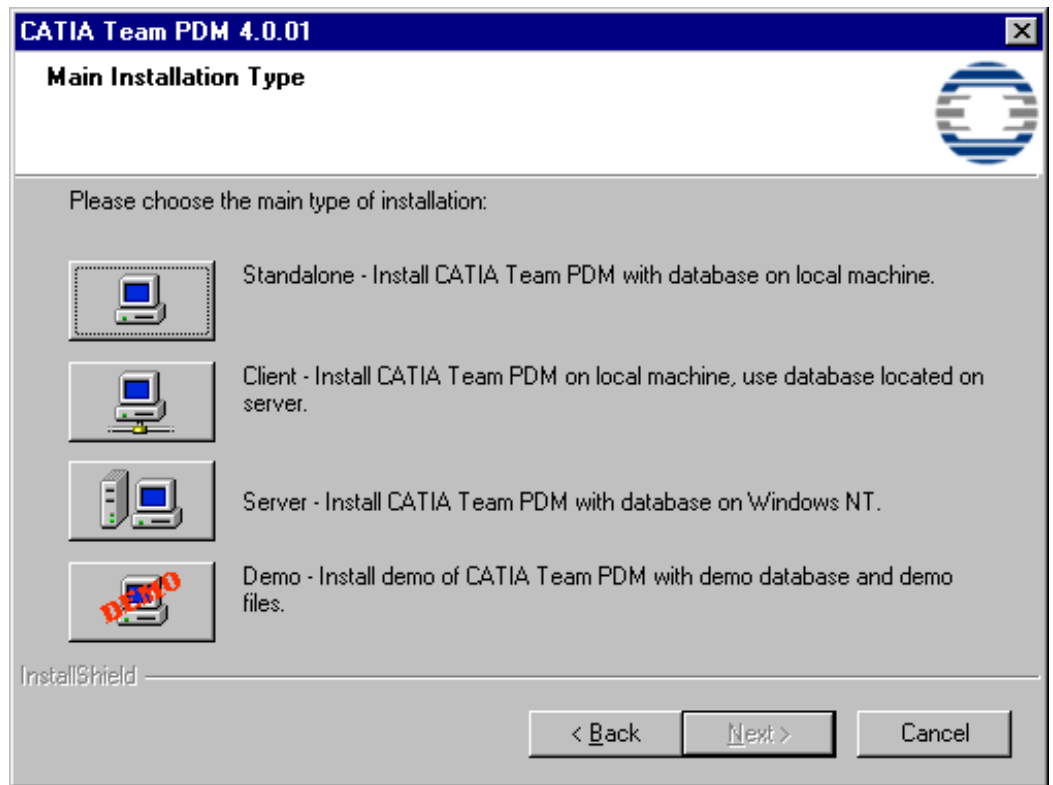 CATIA Team PDM 4.0.01
Main Installation Type
Please choose the main type of installation:
Standalone - Install CATIA Team PDM with database on local machine.
Client - Install CATIA Team PDM on local machine, use database located on
server.
Server - Install CATIA Team PDM with database on Windows NT.
DEMO
Demo - Install demo of CATIA Team PDM with demo database and demo
files.
InstallShield
< Back
Next >
Cancel